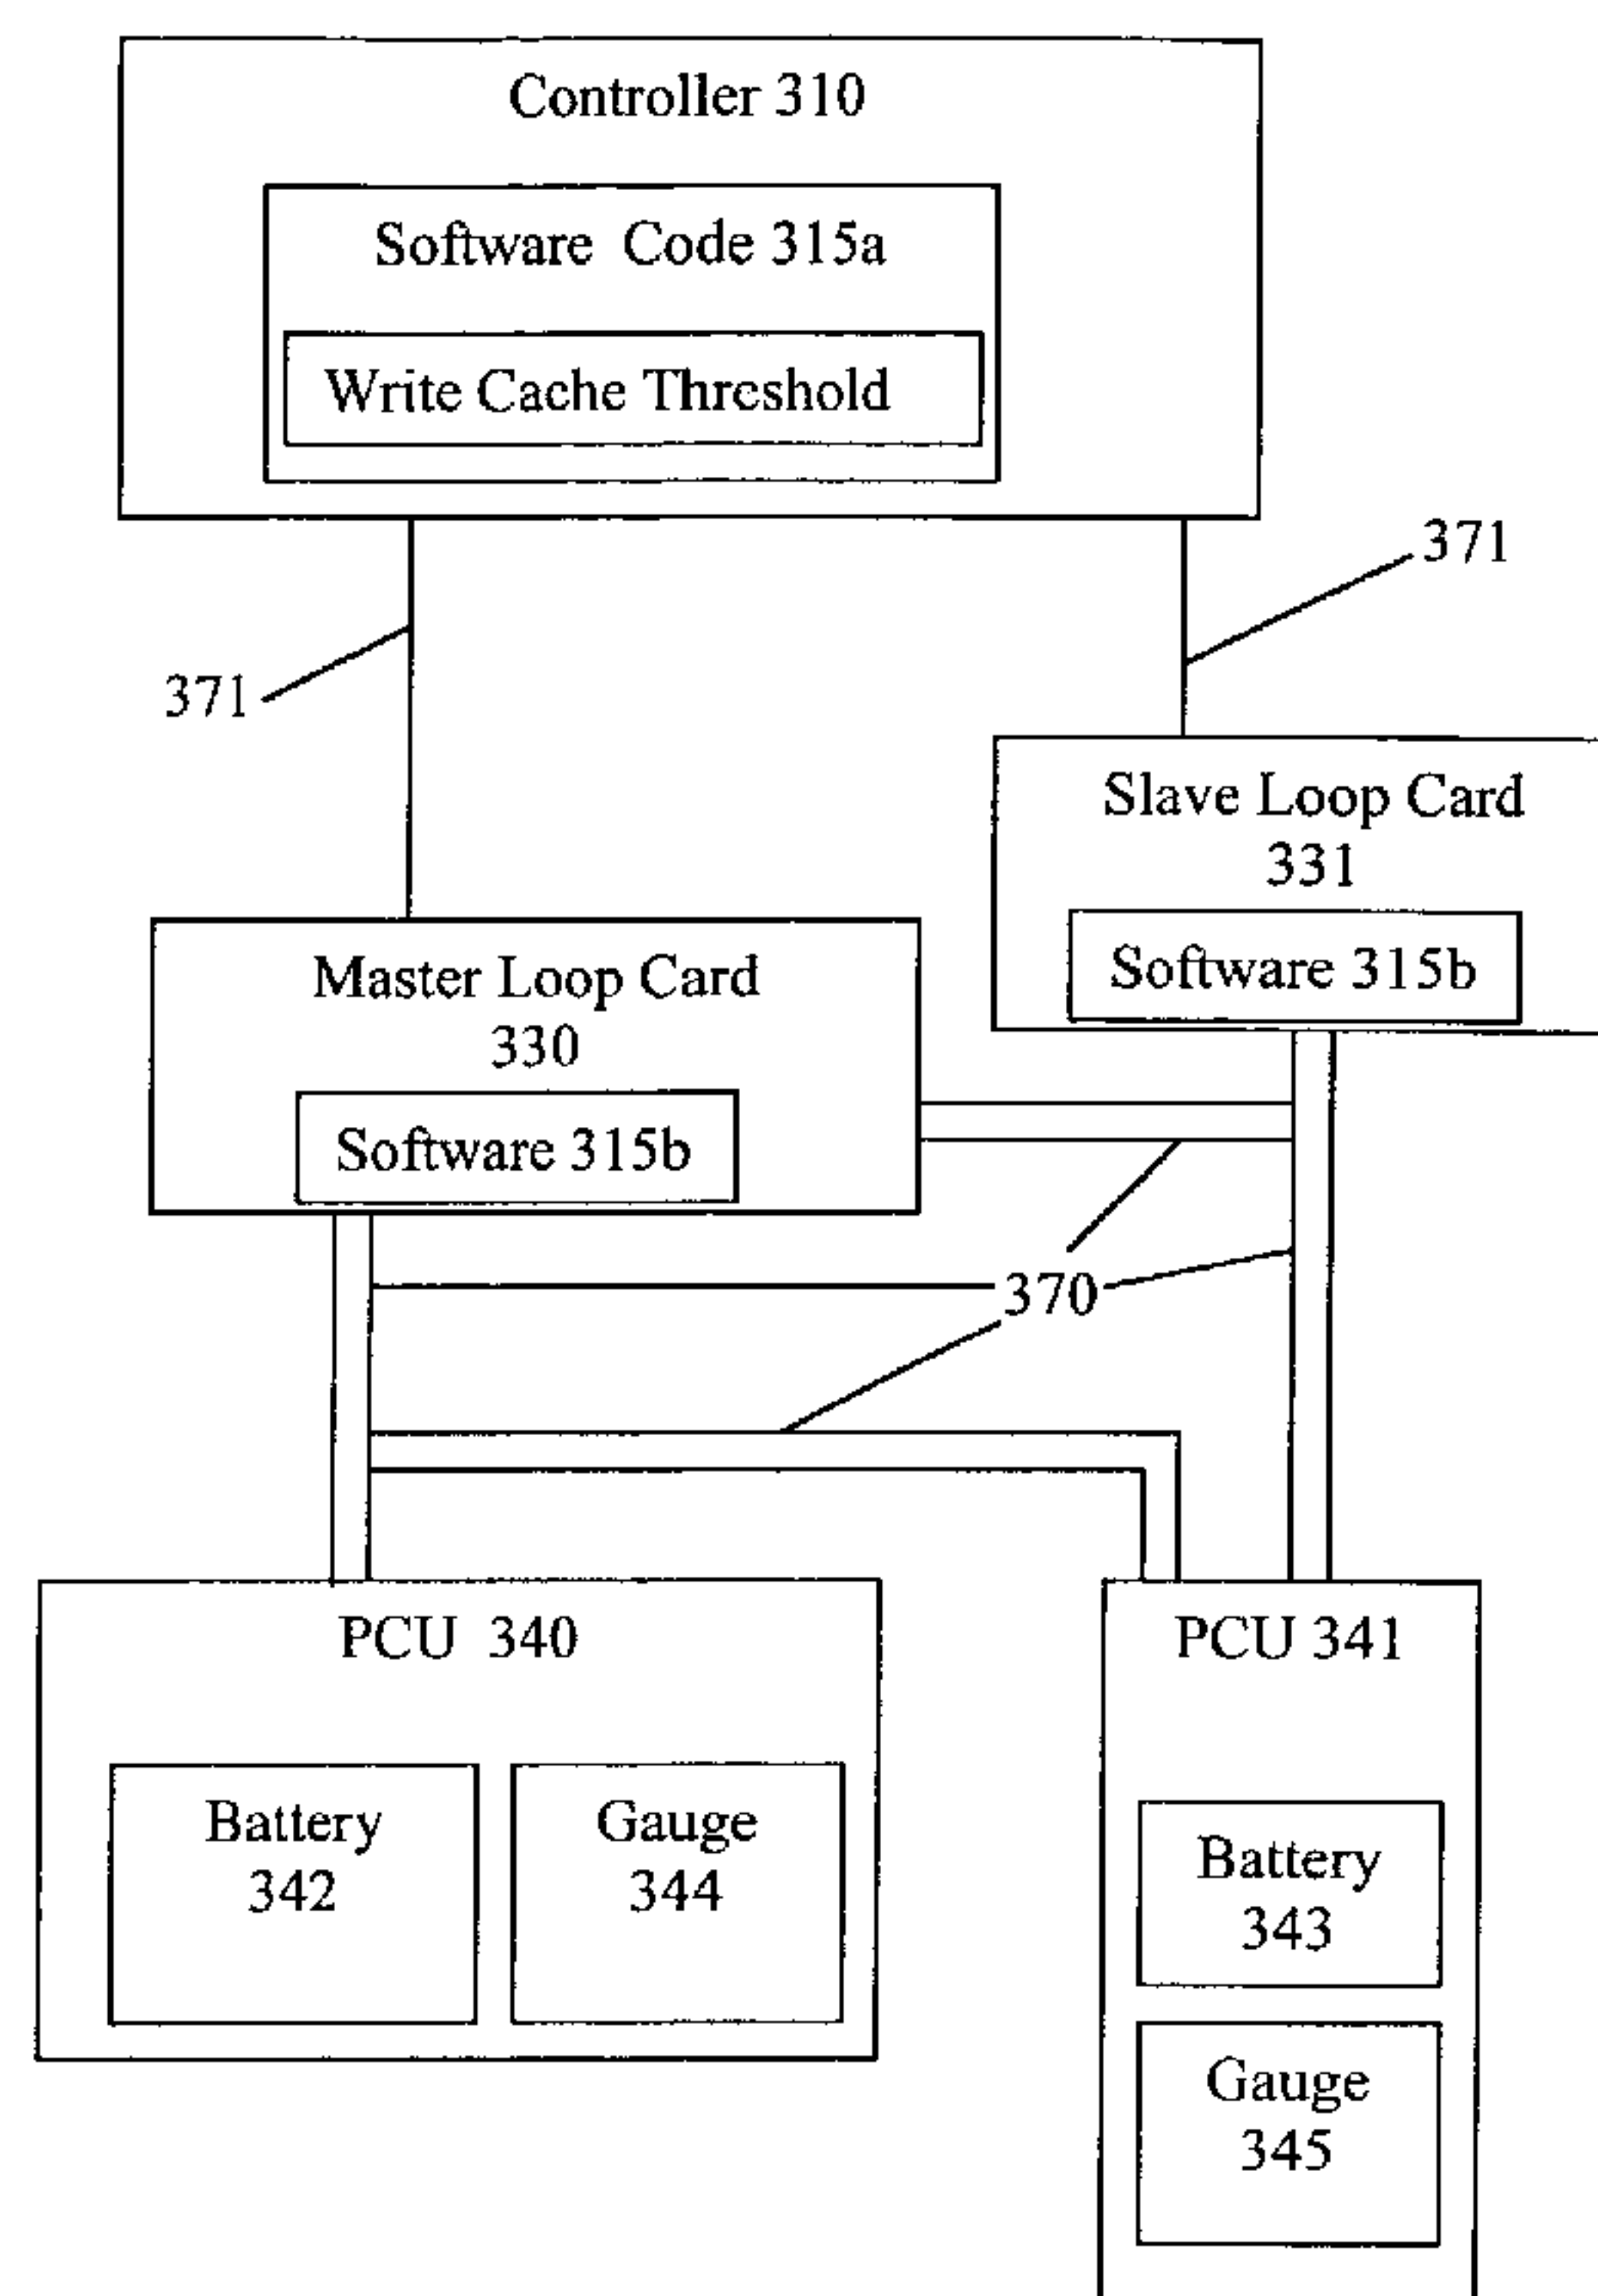 Controller 310
Software Code 315a
Write Cache Threshold
371
371
Slave Loop Card
331
Software 315b
Master Loop Card
330
Software 315b
370
PCU 340
PCU 341
Battery
342
Gauge
344
Battery
343
Gauge
345